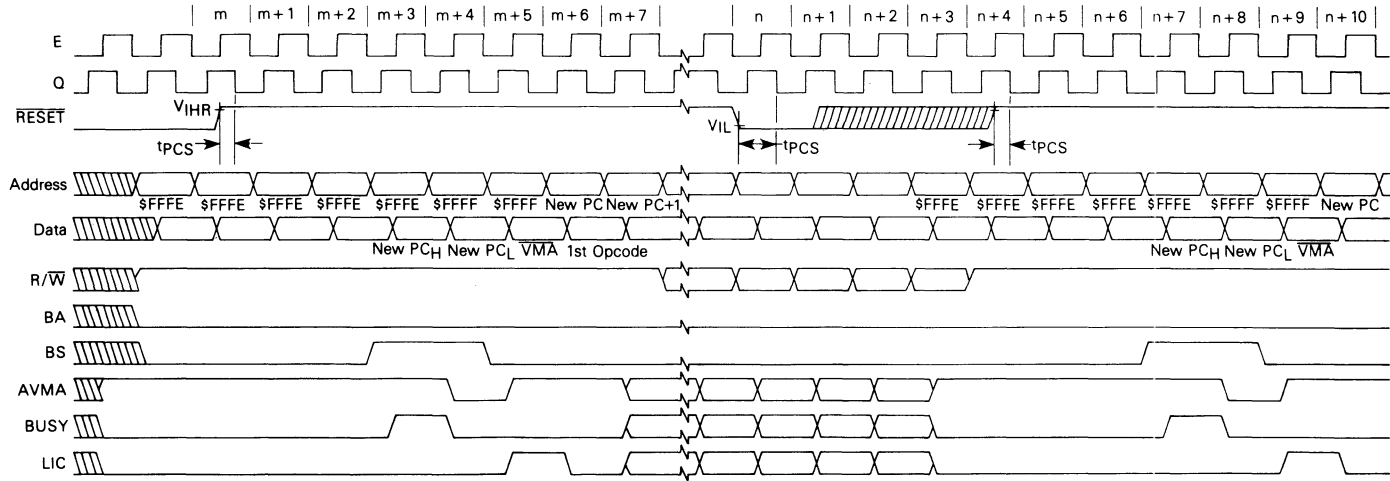 m m+1 m+2 m+3 m+4 m+5 m+6 m+7 n n+1 n+2 n+3 n+4 n+5 n+6 n+7 n+8 n+9 n+10
E
Q
RESET VIHR VIL
tPCS tPCS tPCS
Address
$FFFE $FFFE $FFFE $FFFE $FFFE $FFFF $FFFF New PC New PC+1 $FFFE $FFFE $FFFE $FFFE $FFFE $FFFF $FFFF New PC
Data
New PCH New PCL VMA 1st Opcode New PCH New PCL VMA
R/W
BA
BS
AVMA
BUSY
LIC